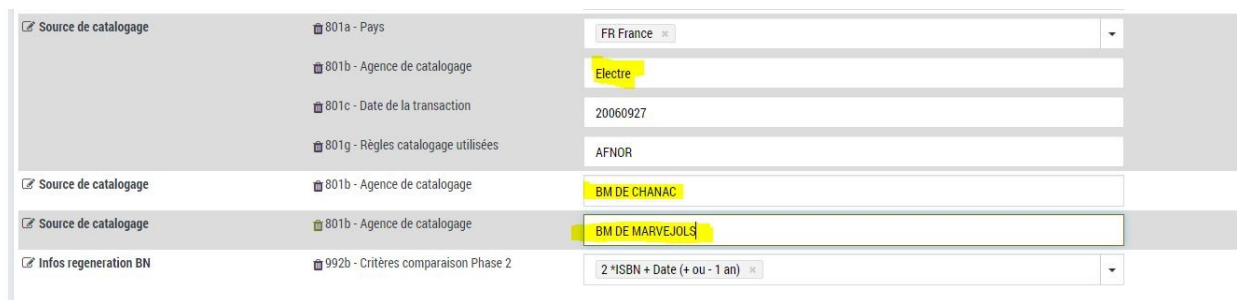 Source de catalogage 801a - Pays FR France ×
801b - Agence de catalogage Electre
801c - Date de la transaction 20060927
801g - Règles catalogage utilisées AFNOR
Source de catalogage 801b - Agence de catalogage BM DE CHANAC
Source de catalogage 801b - Agence de catalogage BM DE MARVEJOLS
Infos regeneration BN 992b - Critères comparaison Phase 2 2 *ISBN + Date (+ ou - 1 an) ×